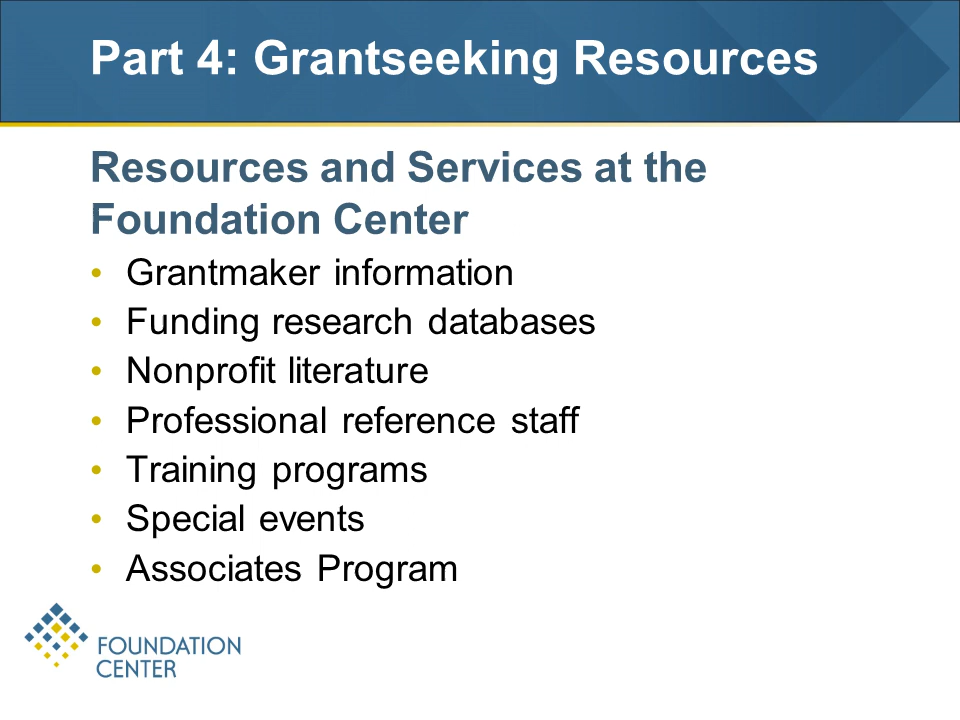 Part 4: Grantseeking Resources
Resources and Services at the
Foundation Center
• Grantmaker information
• Funding research databases
• Nonprofit literature
• Professional reference staff
• Training programs
• Special events
• Associates Program
FOUNDATION
CENTER